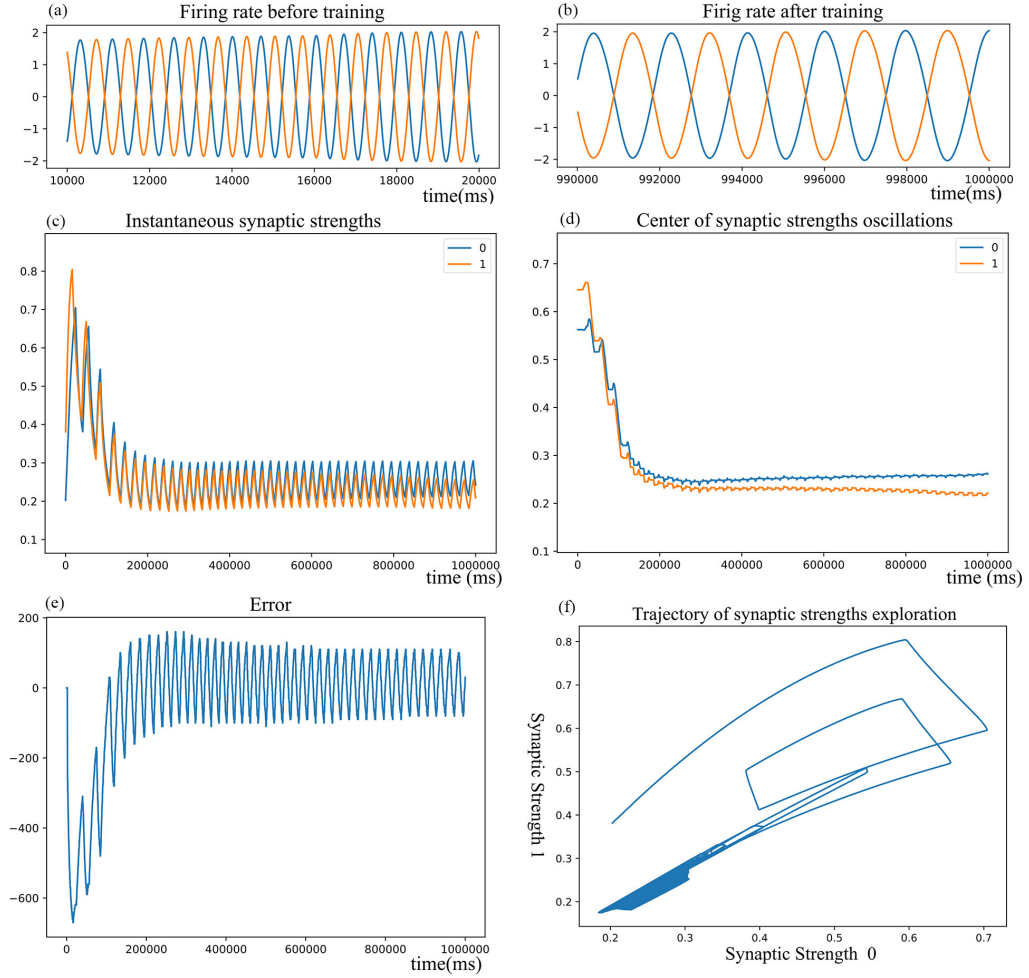 (a) Firing rate before training
2
1
0
−1
−2
10000 12000 14000 16000 18000 20000
time(ms)
(b) Firig rate after training
2
1
0
−1
−2
990000 992000 994000 996000 998000 1000000
time(ms)
(c) Instantaneous synaptic strengths
0
1
0.8
0.7
0.6
0.5
0.4
0.3
0.2
0.1
0 200000 400000 600000 800000 1000000
time (ms)
(d) Center of synaptic strengths oscillations
0
1
0.7
0.6
0.5
0.4
0.3
0.2
0.1
0 200000 400000 600000 800000 1000000
time (ms)
(e) Error
200
0
−200
−400
−600
0 200000 400000 600000 800000 1000000
time(ms)
(f) Trajectory of synaptic strengths exploration
0.8
0.7
0.6
0.5
0.4
0.3
0.2
Synaptic Strength 1
0.2 0.3 0.4 0.5 0.6 0.7
Synaptic Strength 0